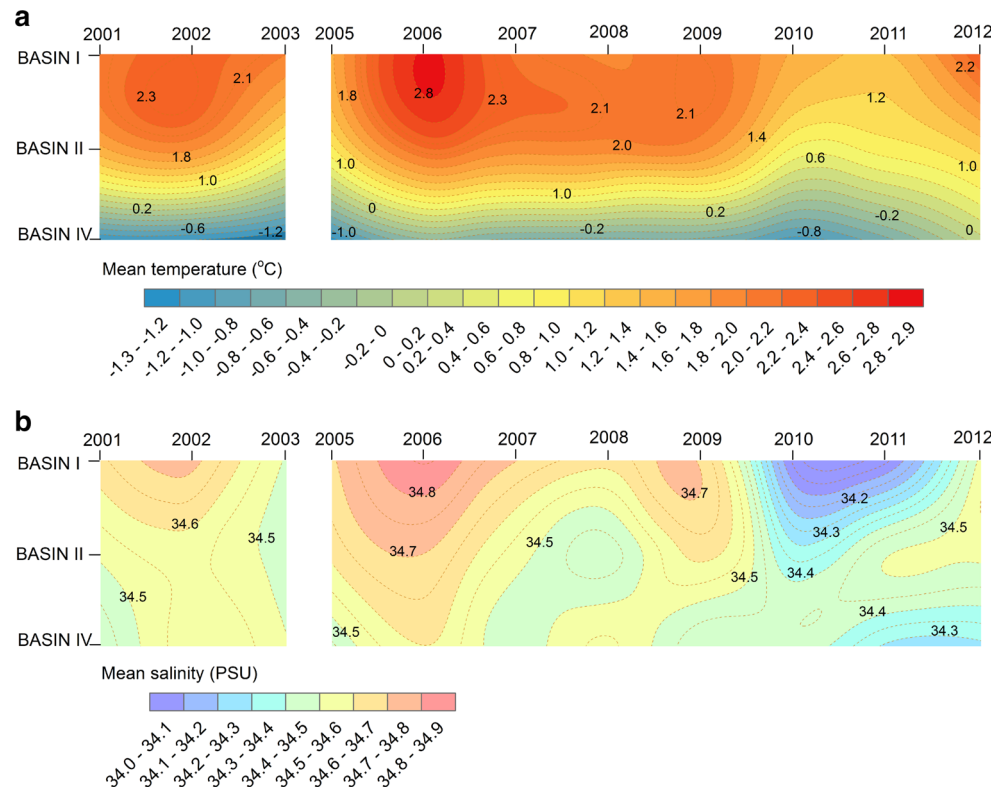 a
2001 2002 2003 2005 2006 2007 2008 2009 2010 2011 2012
BASIN I
2.1 2.2
2.3 1.8 2.8 2.3 2.1 2.1 1.2
1.4
BASIN II
1.8 2.0 0.6
1.0 1.0 1.0 1.0
0.2 0 0.2 -0.2
BASIN IV
-0.6 -1.2 -1.0 -0.2 -0.8 0
Mean temperature (°C)
-1.3 - -1.2
-1.2 - -1.0
-1.0 - -0.8
-0.8 - -0.6
-0.6 - -0.4
-0.4 - -0.2
-0.2 - 0
0 - 0.2
0.2 - 0.4
0.4 - 0.6
0.6 - 0.8
0.8 - 1.0
1.0 - 1.2
1.2 - 1.4
1.4 - 1.6
1.6 - 1.8
1.8 - 2.0
2.0 - 2.2
2.2 - 2.4
2.4 - 2.6
2.6 - 2.8
2.8 - 2.9
b
2001 2002 2003 2005 2006 2007 2008 2009 2010 2011 2012
BASIN I
34.8 34.7 34.2
34.6 34.5 34.5 34.3 34.5
BASIN II
34.7
34.5 34.4
34.5 34.4
34.5 34.3
BASIN IV
Mean salinity (PSU)
34.0 - 34.1
34.1 - 34.2
34.2 - 34.3
34.3 - 34.4
34.4 - 34.5
34.5 - 34.6
34.6 - 34.7
34.7 - 34.8
34.8 - 34.9